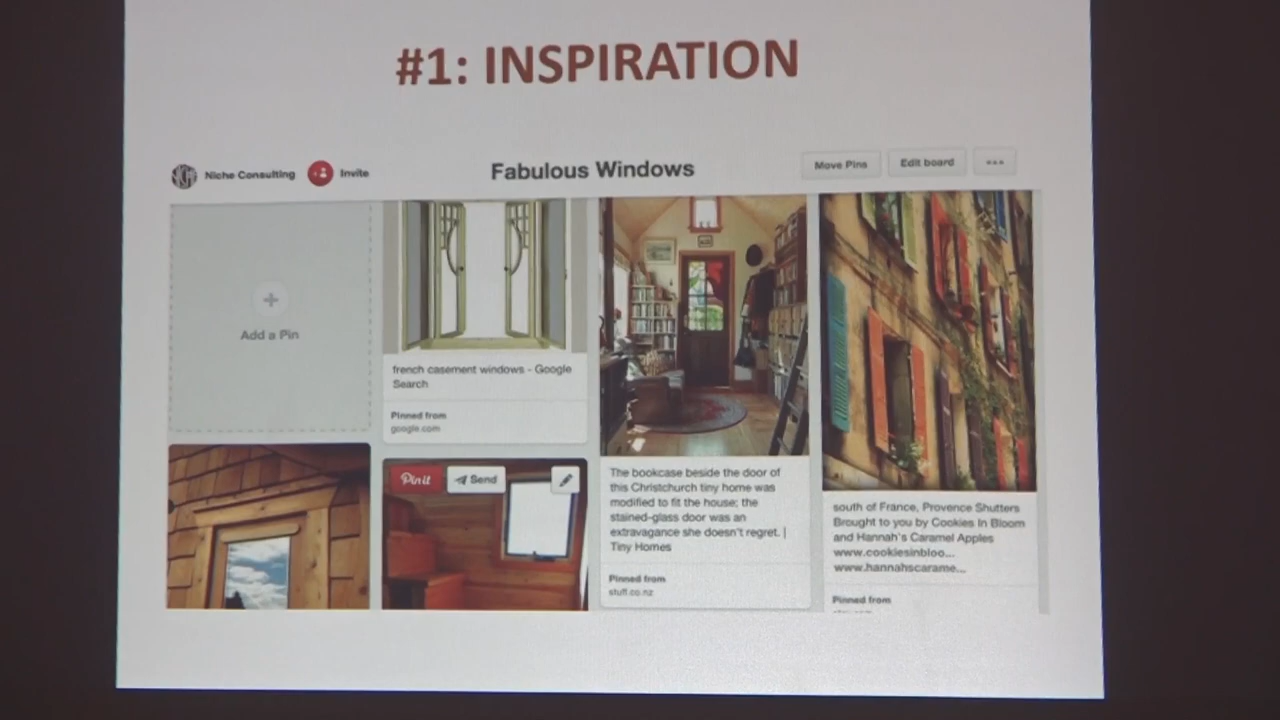 #1: INSPIRATION
Niche Consulting
Invite
Fabulous Windows
Move Pins
Edit board
Add a Pin
french casement windows - Google
Search
Pinned from
google.com
Pin it
Send
The bookcase beside the door of
this Christchurch tiny home was
modified to fit the house; the
stained-glass door was an
extravagance she doesn't regret. |
Tiny Homes
Pinned from
stuff.co.nz
south of France, Provence Shutters
Brought to you by Cookies In Bloom
and Hannah's Caramel Apples
www.cookiesinbloo...
www.hannahscarame...
Pinned from